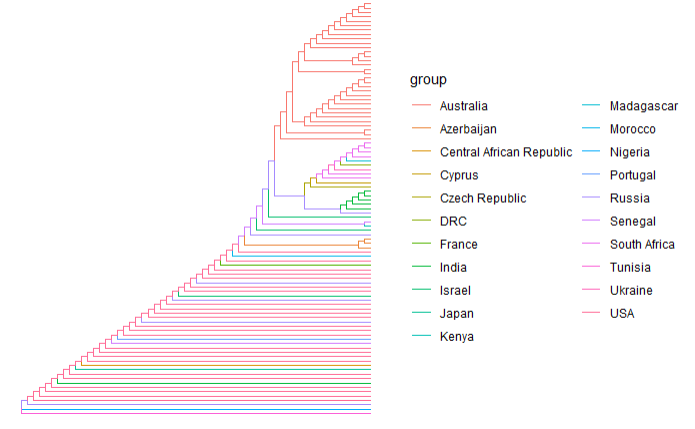 group
Australia
Azerbaijan
Central African Republic
Cyprus
Czech Republic
DRC
France
India
Israel
Japan
Kenya
Madagascar
Morocco
Nigeria
Portugal
Russia
Senegal
South Africa
Tunisia
Ukraine
USA